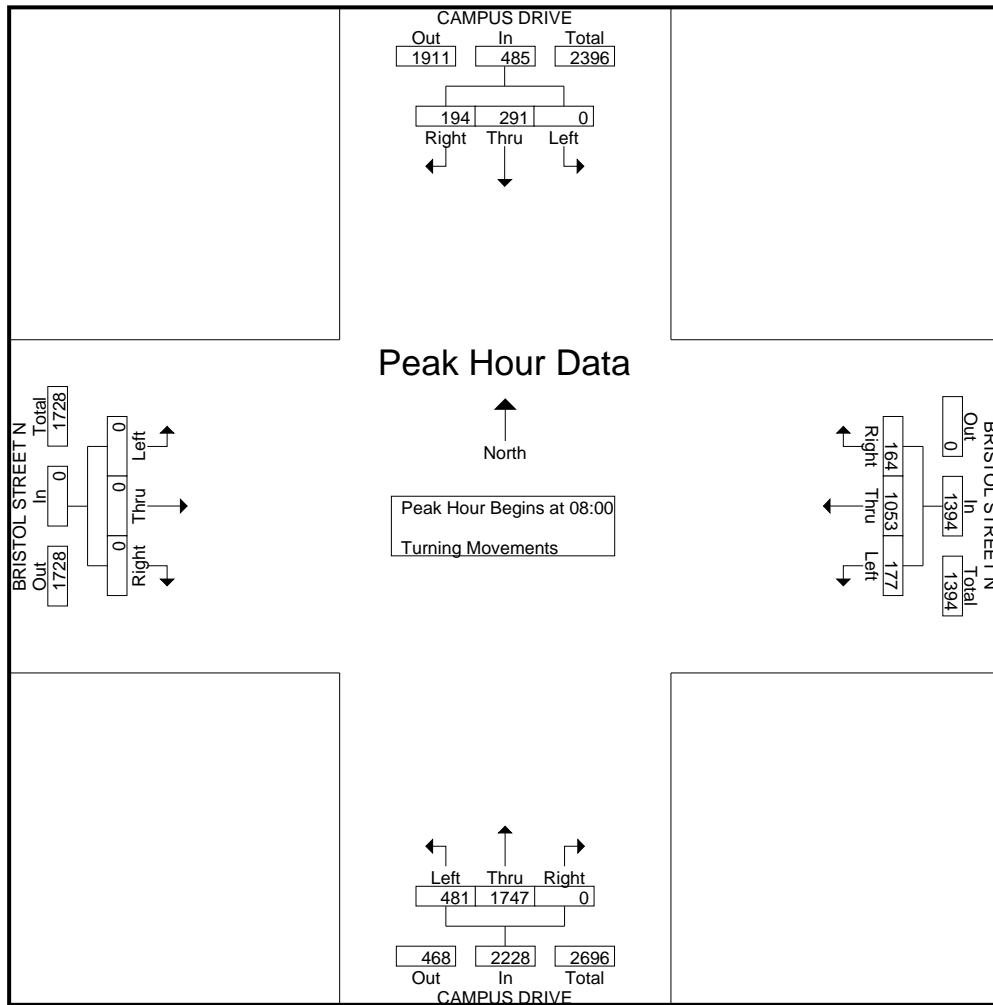 CAMPUS DRIVE
Out In Total
1911 485 2396
194 291 0
Right Thru Left
Peak Hour Data
North
Peak Hour Begins at 08:00
Turning Movements
BRISTOL STREET N
Out In Total
1728 0 1728
0 0 0
Left Thru Right
BRISTOL STREET N
Out In Total
0 1394 1394
164 1053 177
Right Thru Left
Left Thru Right
481 1747 0
468 2228 2696
Out In Total
CAMPUS DRIVE